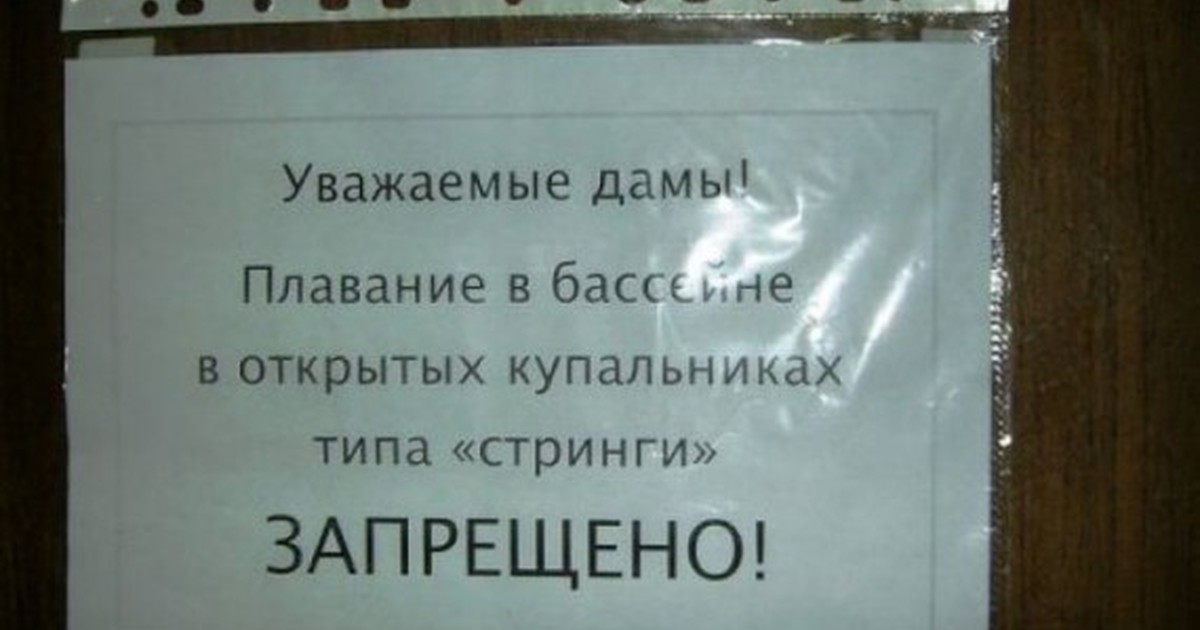 Уважаемые дамы!
Плавание в бассейне
в открытых купальниках
типа «стринги»
ЗАПРЕЩЕНО!